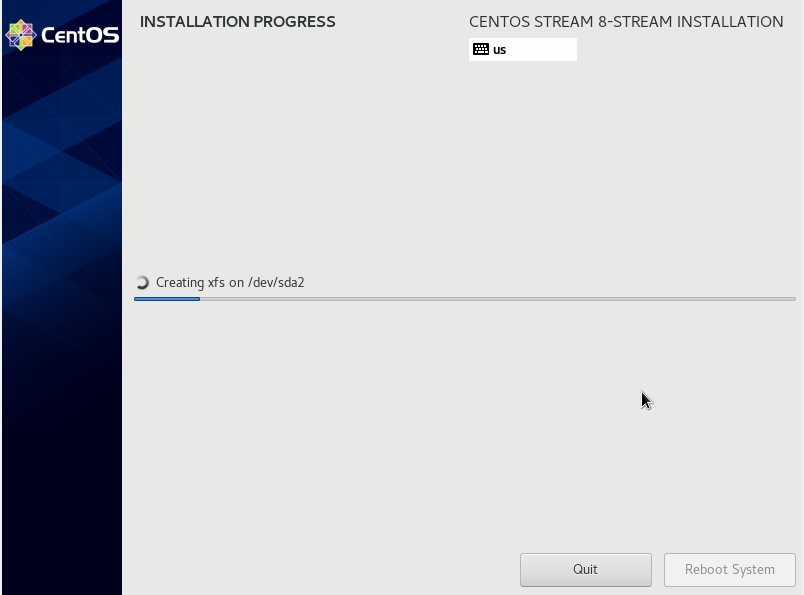 CentOS
INSTALLATION PROGRESS
CENTOS STREAM 8-STREAM INSTALLATION
us
Creating xfs on /dev/sda2
Quit
Reboot System